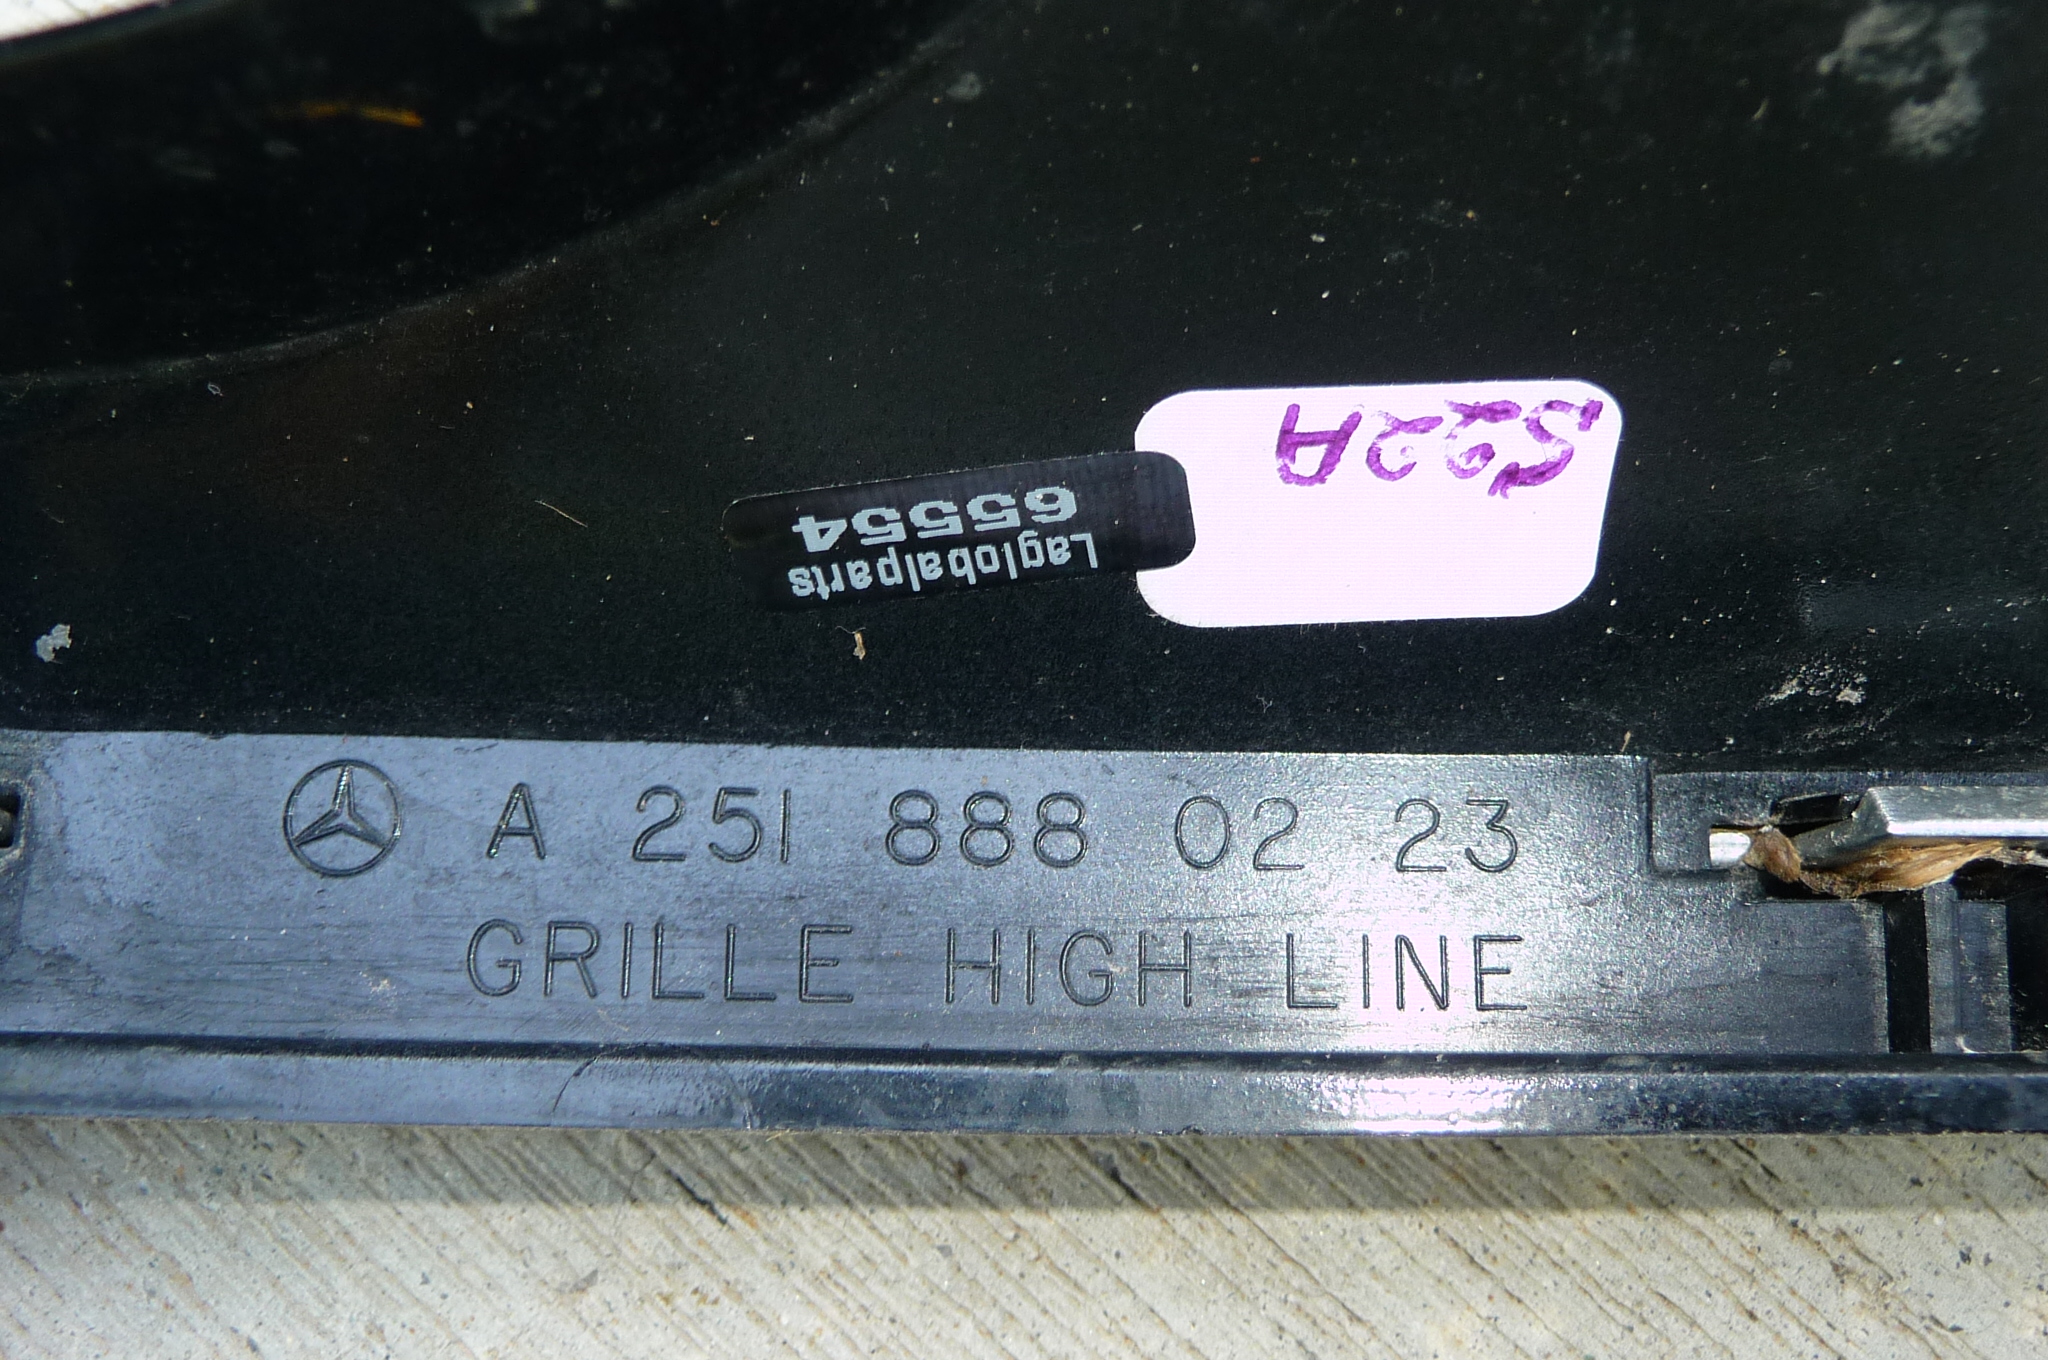 S22A
Laglobalparts
65554
A 251 888 02 23
GRILLE HIGH LINE